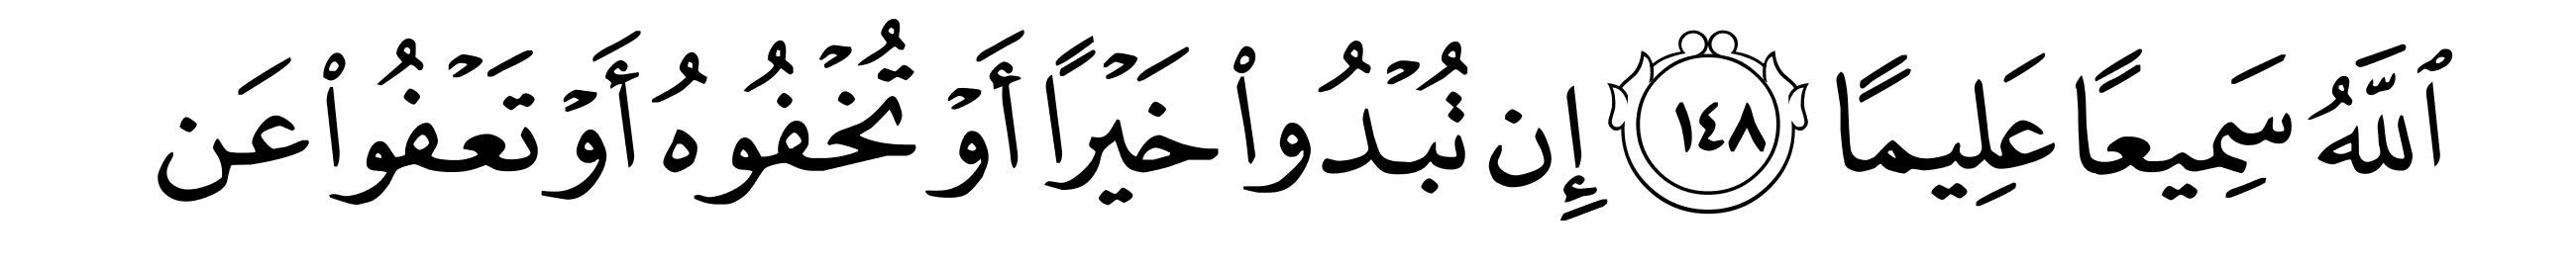 ٱللَّهُ سَمِيعًا عَلِيمًا ١٤٨ إِن تُبۡدُواْ خَيۡرًا أَوۡ تُخۡفُوهُ أَوۡ تَعۡفُواْ عَن